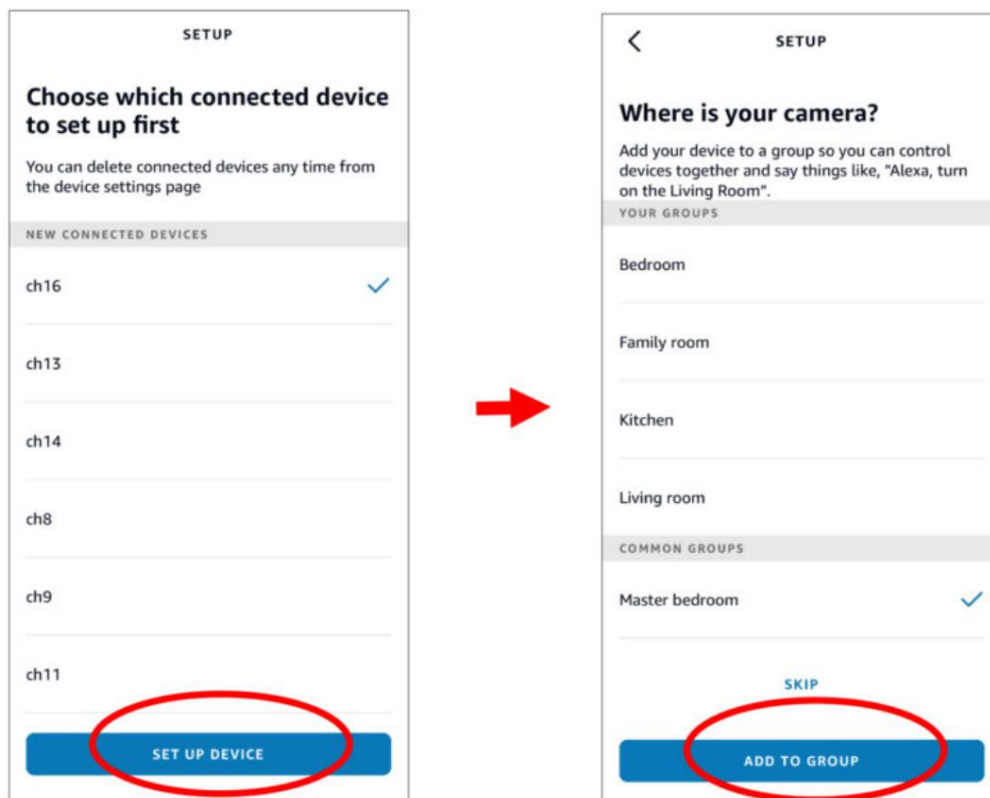 SETUP
Choose which connected device
to set up first
You can delete connected devices any time from
the device settings page
NEW CONNECTED DEVICES
ch16
ch13
ch14
ch8
ch9
ch11
SET UP DEVICE
SETUP
Where is your camera?
Add your device to a group so you can control
devices together and say things like, "Alexa, turn
on the Living Room".
YOUR GROUPS
Bedroom
Family room
Kitchen
Living room
COMMON GROUPS
Master bedroom
SKIP
ADD TO GROUP